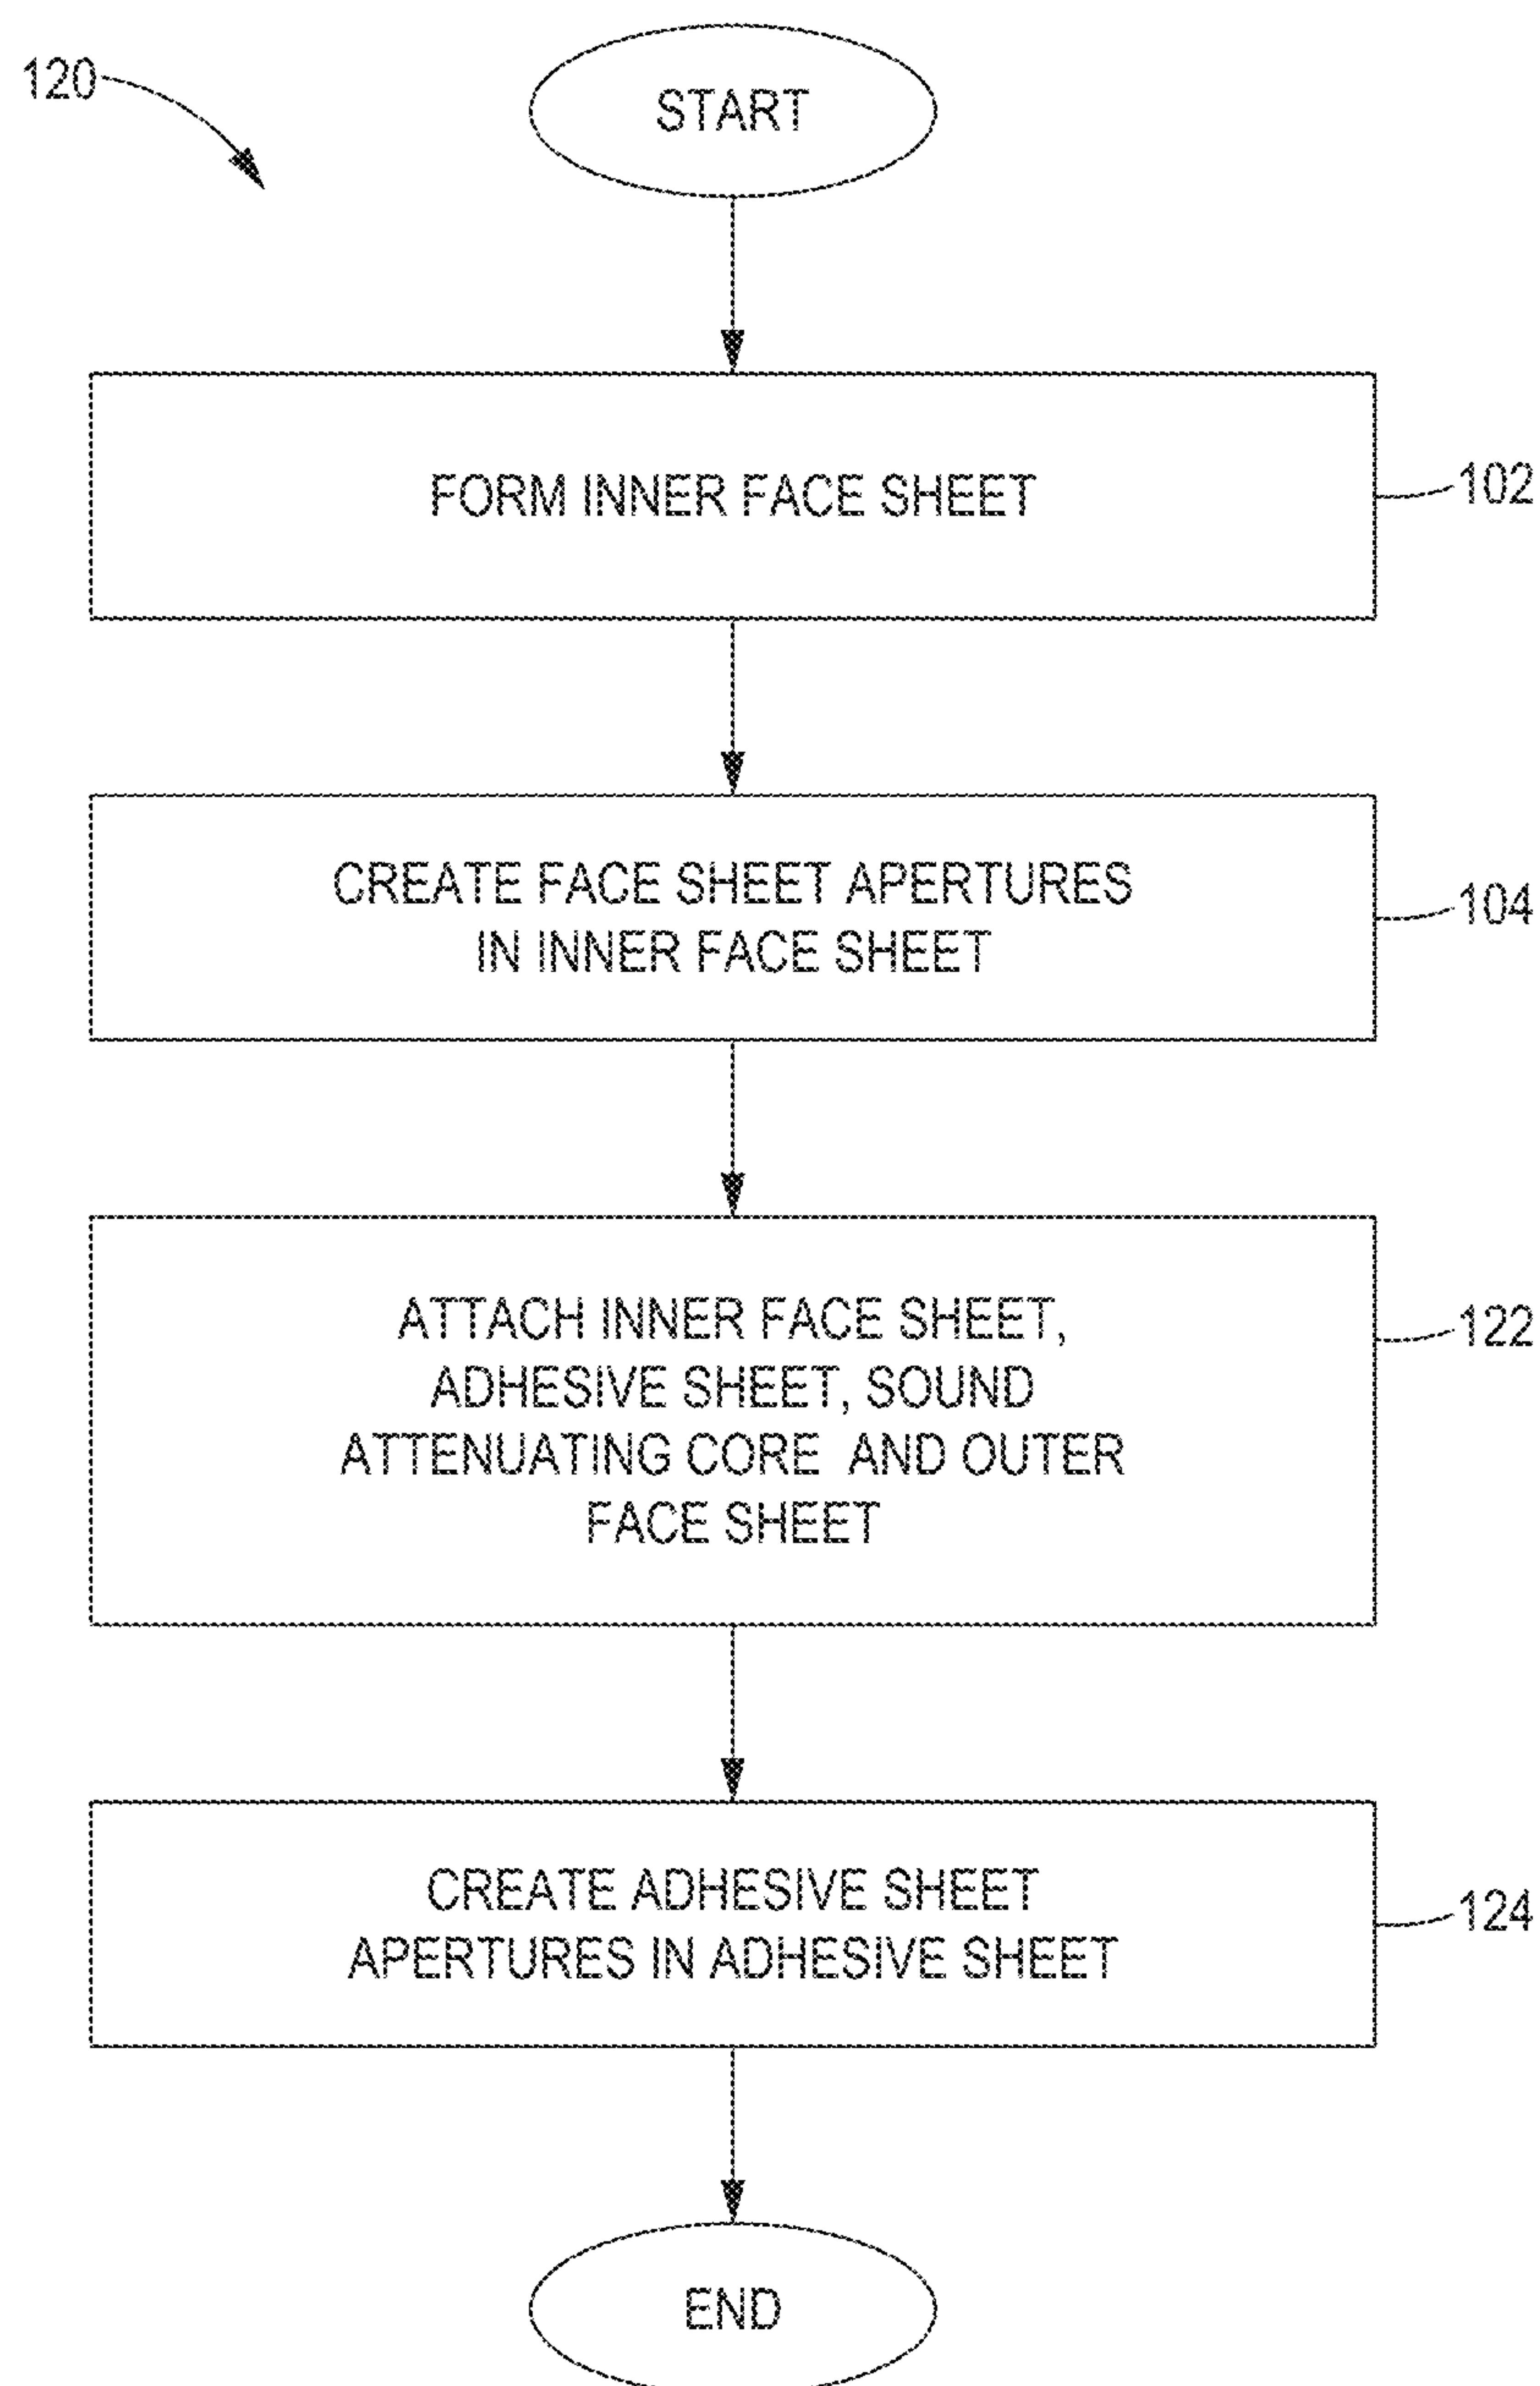 120
START
FORM INNER FACE SHEET
102
CREATE FACE SHEET APERTURES
IN INNER FACE SHEET
104
ATTACH INNER FACE SHEET,
ADHESIVE SHEET, SOUND
ATTENUATING CORE AND OUTER
FACE SHEET
122
CREATE ADHESIVE SHEET
APERTURES IN ADHESIVE SHEET
124
END